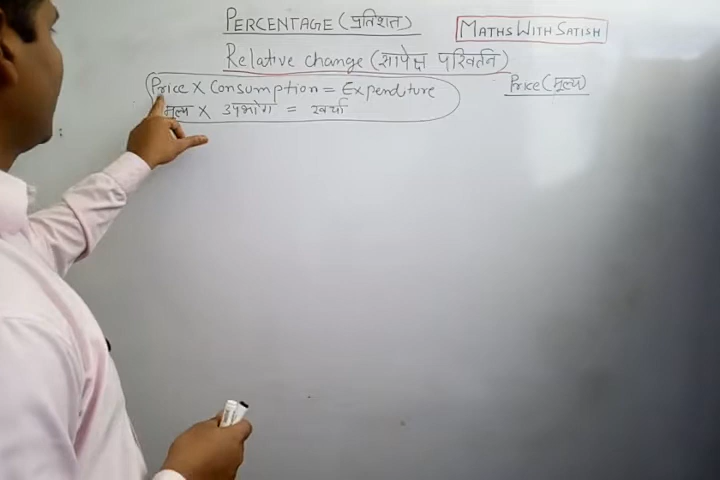 PERCENTAGE (प्रतिशत)
MATHS WITH SATISH
Relative change (सापेक्ष परिवर्तन)
Price X Consumption = Expenditure
मूल्य X उपभोग = खर्चा
Price (मूल्य)